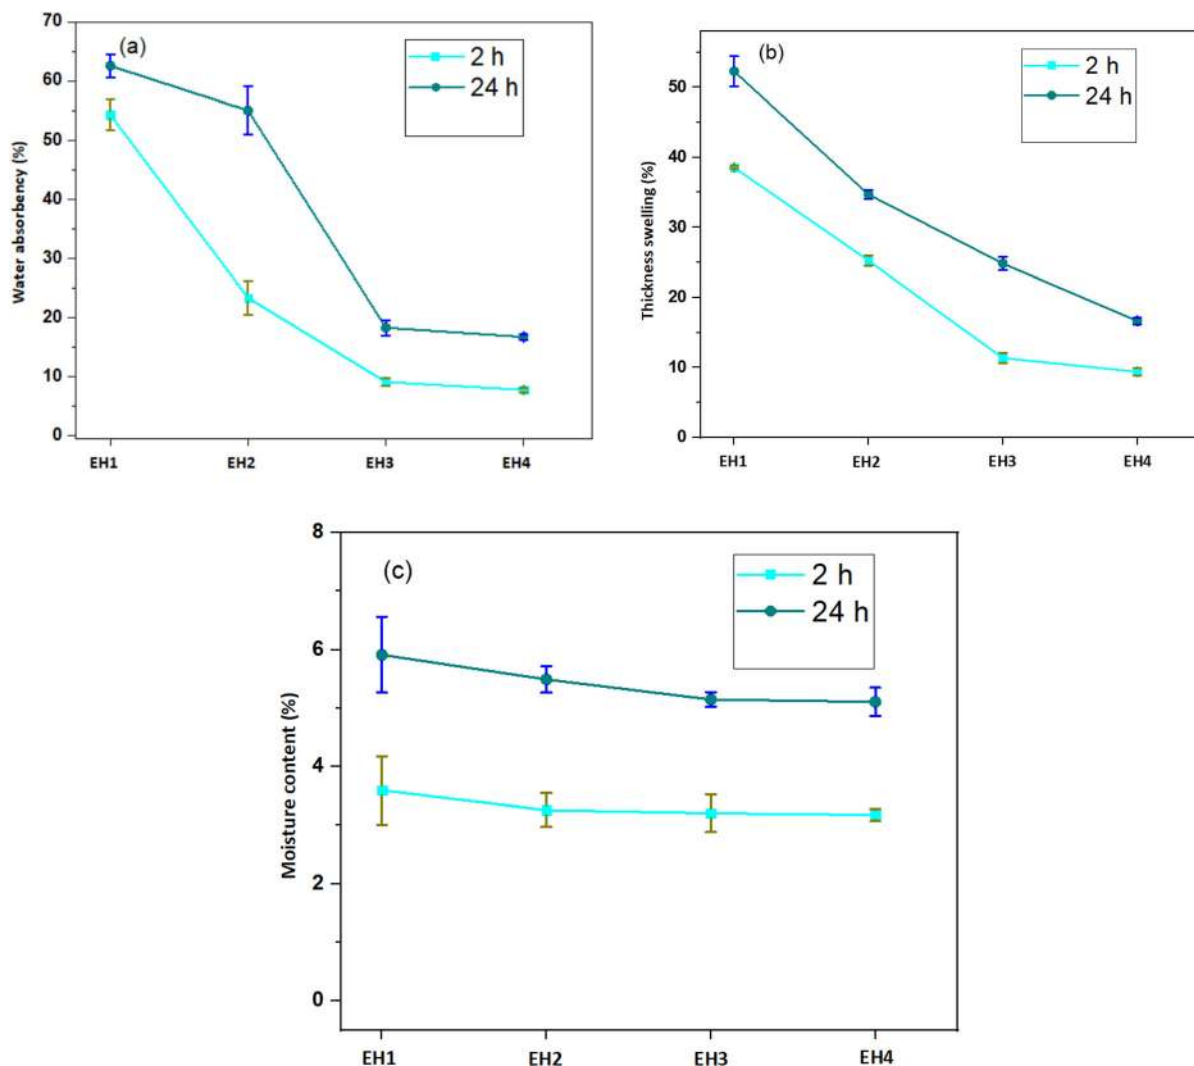 (a)
2 h
24 h
70
60
50
40
30
20
10
0
Water absorbency (%)
EH1 EH2 EH3 EH4
(b)
2 h
24 h
50
40
30
20
10
0
Thickness swelling (%)
EH1 EH2 EH3 EH4
(c)
2 h
24 h
8
6
4
2
0
Moisture content (%)
EH1 EH2 EH3 EH4